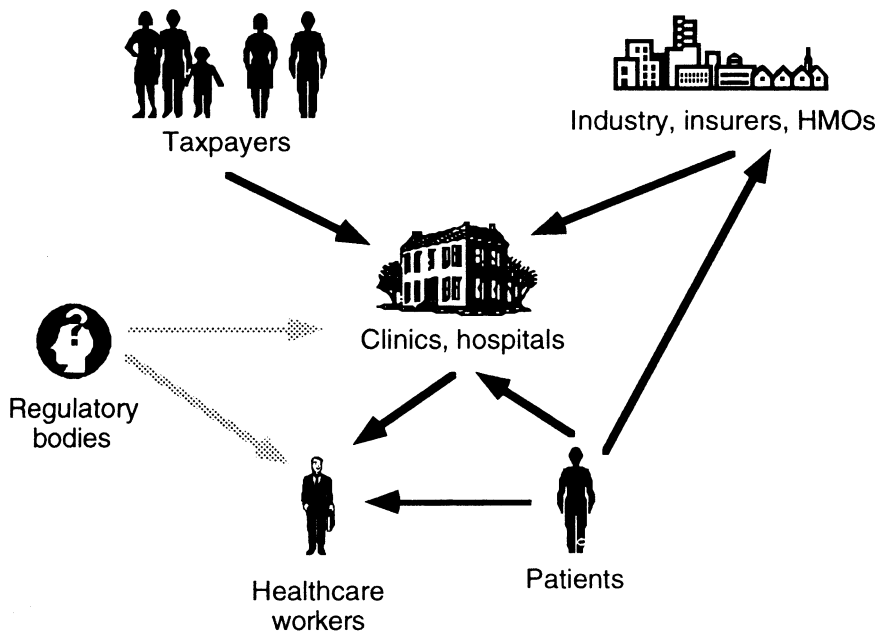 Taxpayers
Industry, insurers, HMOs
Clinics, hospitals
Regulatory
bodies
Healthcare
workers
Patients